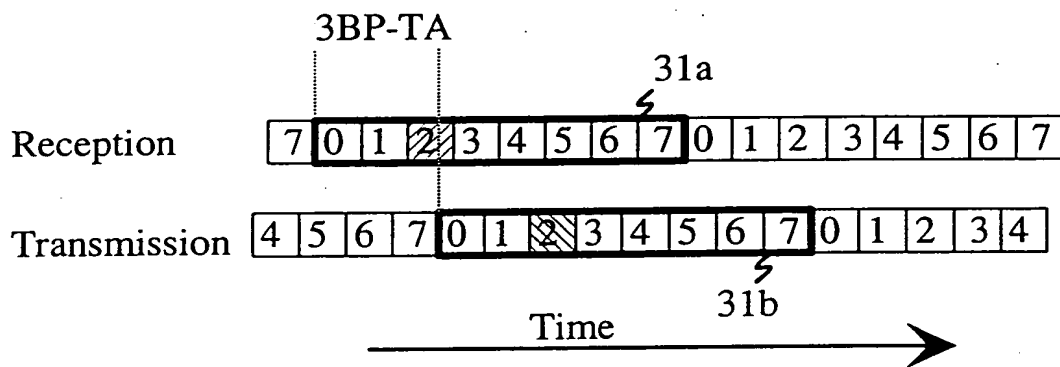 3BP-TA
31a
Reception 7 0 1 2 3 4 5 6 7 0 1 2 3 4 5 6 7
Transmission 4 5 6 7 0 1 2 3 4 5 6 7 0 1 2 3 4
31b
Time